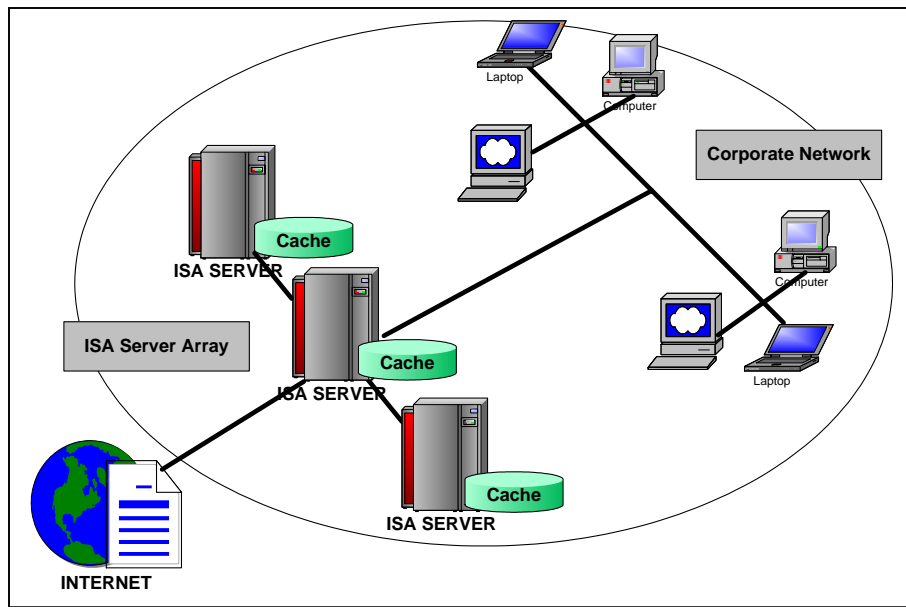 Laptop
Computer
Corporate Network
Cache
ISA SERVER
Computer
ISA Server Array
Cache
ISA SERVER
Laptop
Cache
ISA SERVER
INTERNET